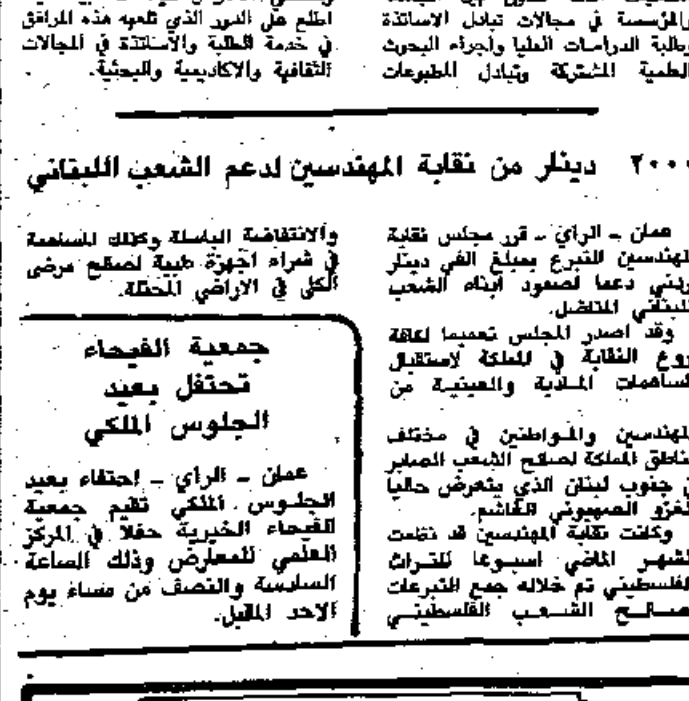 والمؤسسة في مجالات تبادل الاساتذة
وطلبة الدراسات العليا واجراء البحوث
العلمية المشتركة وتبادل المطبوعات
اطلع على الدور الذي تلعبه هذه المرافق
في خدمة الطلبة والاساتذة في المجالات
الثقافية والاكاديمية والبحثية.
٢٠٠٠ دينار من نقابة المهندسين لدعم الشعب اللبناني
عمان - الراي - قرر مجلس نقابة
المهندسين التبرع بمبلغ الفي دينار
اردني دعما لصمود ابناء الشعب
اللبناني المناضل.
وقد اصدر المجلس تعميما لكافة
فروع النقابة في المملكة لاستقبال
المساهمات المادية والعينية من
المهندسين والمواطنين في مختلف
مناطق المملكة لصالح الشعب الصابر
في جنوب لبنان الذي يتعرض حاليا
للغزو الصهيوني الغاشم.
وكانت نقابة المهندسين قد نظمت
الشهر الماضي اسبوعا للتراث
الفلسطيني تم خلاله جمع التبرعات
لصالح الشعب الفلسطيني
والانتفاضة الباسلة وكذلك المساهمة
في شراء اجهزة طبية لصالح مرضى
الكلى في الاراضي المحتلة.
جمعية الفيحاء
تحتفل بعيد
الجلوس الملكي
عمان - الراي - احتفاء بعيد
الجلوس الملكي تقيم جمعية
الفيحاء الخيرية حفلا في المركز
العلمي للمعارض وذلك الساعة
السادسة والنصف من مساء يوم
الاحد المقبل.